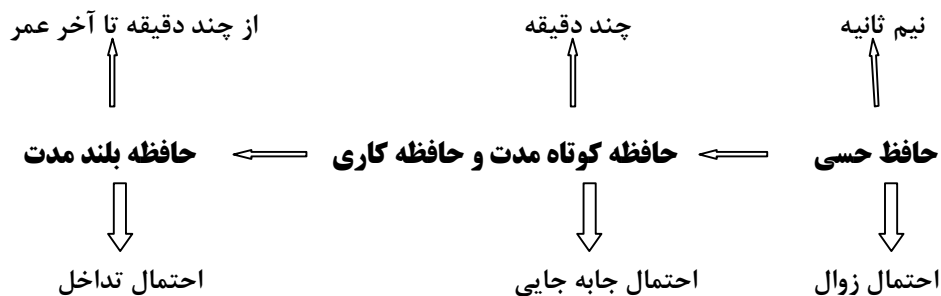 نیم ثانیه
چند دقیقه
از چند دقیقه تا آخر عمر
حافظ حسی
حافظه کوتاه مدت و حافظه کاری
حافظه بلند مدت
احتمال زوال
احتمال جابه جایی
احتمال تداخل